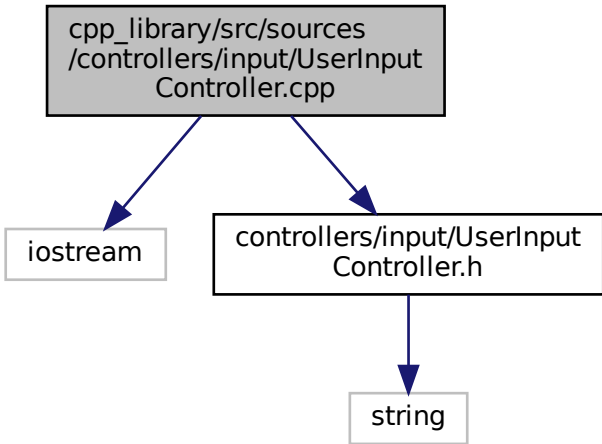 cpp_library/src/sources
/controllers/input/UserInput
Controller.cpp
iostream
controllers/input/UserInput
Controller.h
string